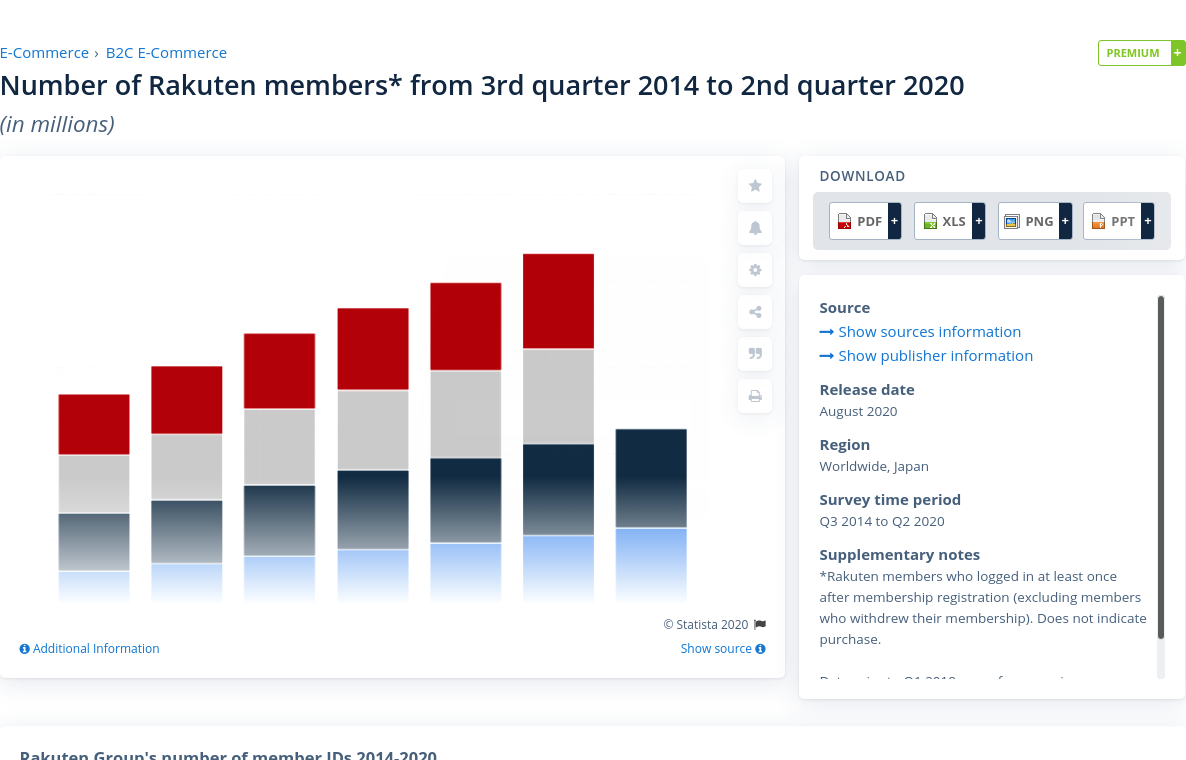 E-Commerce › B2C E-Commerce
PREMIUM +
Number of Rakuten members* from 3rd quarter 2014 to 2nd quarter 2020
(in millions)
DOWNLOAD
PDF + XLS + PNG + PPT +
Source
Show sources information
Show publisher information
Release date
August 2020
Region
Worldwide, Japan
Survey time period
Q3 2014 to Q2 2020
Supplementary notes
*Rakuten members who logged in at least once
after membership registration (excluding members
who withdrew their membership). Does not indicate
purchase.
© Statista 2020
Additional Information
Show source
Rakuten Group's number of member IDs 2014-2020